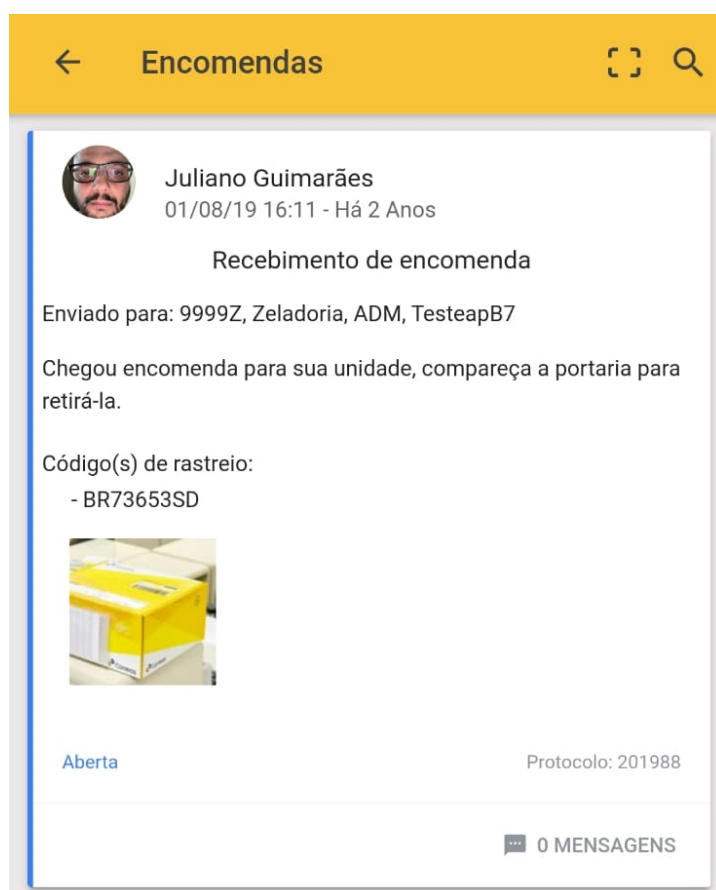 Encomendas
Juliano Guimarães
01/08/19 16:11 - Há 2 Anos
Recebimento de encomenda
Enviado para: 9999Z, Zeladoria, ADM, TesteapB7
Chegou encomenda para sua unidade, compareça a portaria para
retirá-la.
Código(s) de rastreio:
- BR73653SD
Correios
Aberta
Protocolo: 201988
0 MENSAGENS